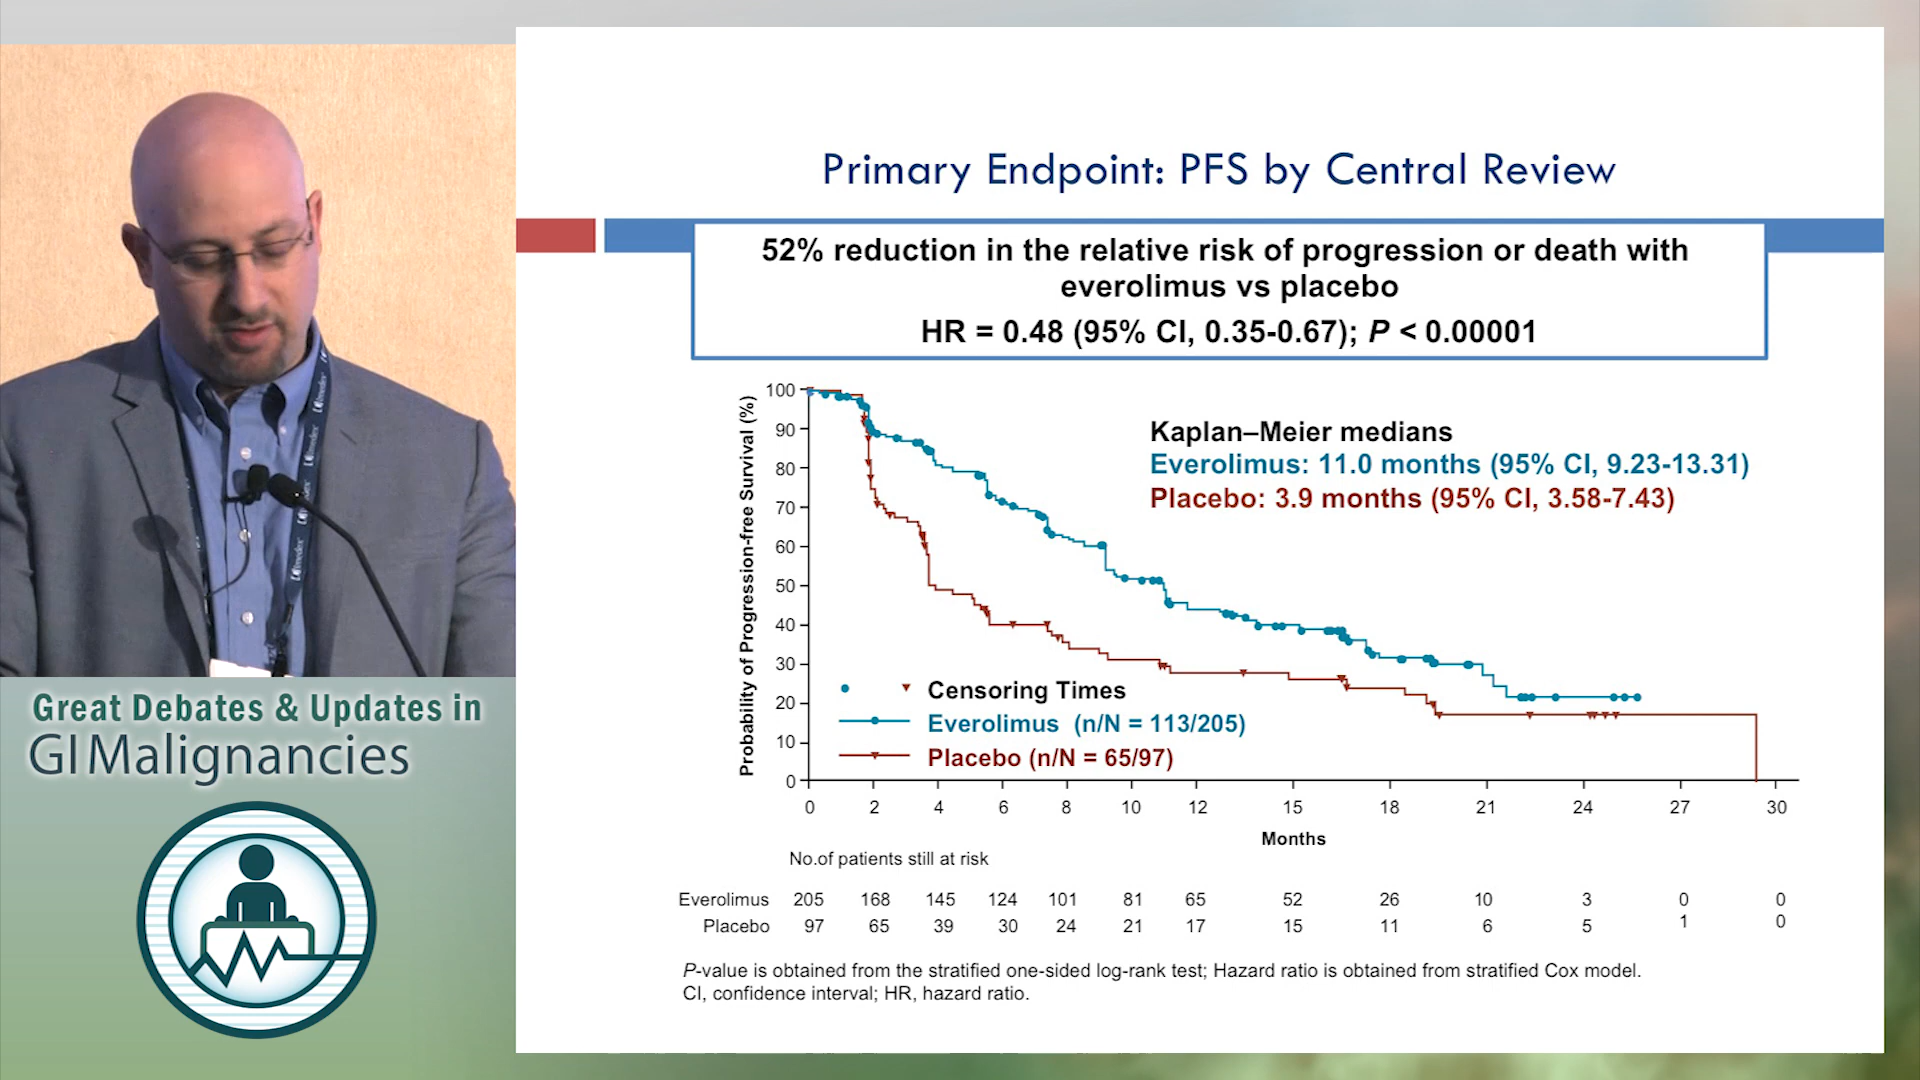 Primary Endpoint: PFS by Central Review
52% reduction in the relative risk of progression or death with
everolimus vs placebo
HR = 0.48 (95% CI, 0.35-0.67); P < 0.00001
Probability of Progression-free Survival (%)
100
90
80
70
60
50
40
30
20
10
0
Kaplan–Meier medians
Everolimus: 11.0 months (95% CI, 9.23-13.31)
Placebo: 3.9 months (95% CI, 3.58-7.43)
Censoring Times
Everolimus (n/N = 113/205)
Placebo (n/N = 65/97)
0 2 4 6 8 10 12 15 18 21 24 27 30
Months
No.of patients still at risk
Everolimus 205 168 145 124 101 81 65 52 26 10 3 0 0
Placebo 97 65 39 30 24 21 17 15 11 6 5 1 0
P-value is obtained from the stratified one-sided log-rank test; Hazard ratio is obtained from stratified Cox model.
CI, confidence interval; HR, hazard ratio.
Great Debates & Updates in
GI Malignancies